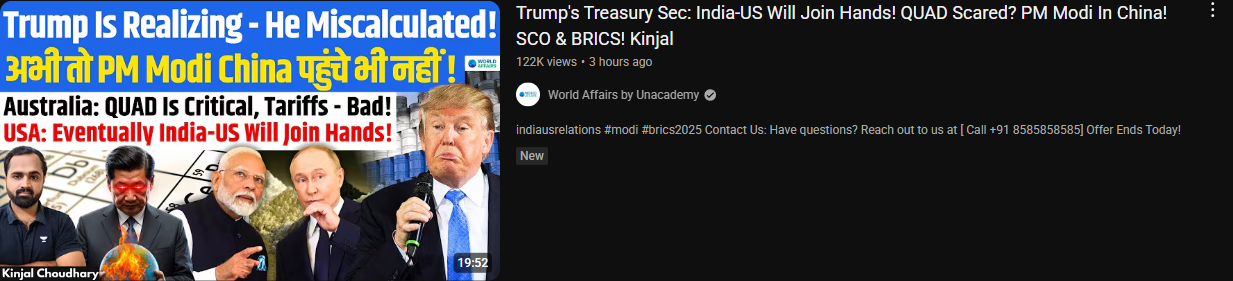 Trump Is Realizing - He Miscalculated!
अभी तो PM Modi China पहुंचे भी नहीं !
WORLD
AFFAIRS
Australia: QUAD Is Critical, Tariffs - Bad!
USA: Eventually India-US Will Join Hands!
Kinjal Choudhary
19:52
Trump's Treasury Sec: India-US Will Join Hands! QUAD Scared? PM Modi In China!
SCO & BRICS! Kinjal
122K views • 3 hours ago
World Affairs by Unacademy
indiausrelations #modi #brics2025 Contact Us: Have questions? Reach out to us at [ Call +91 8585858585] Offer Ends Today!
New